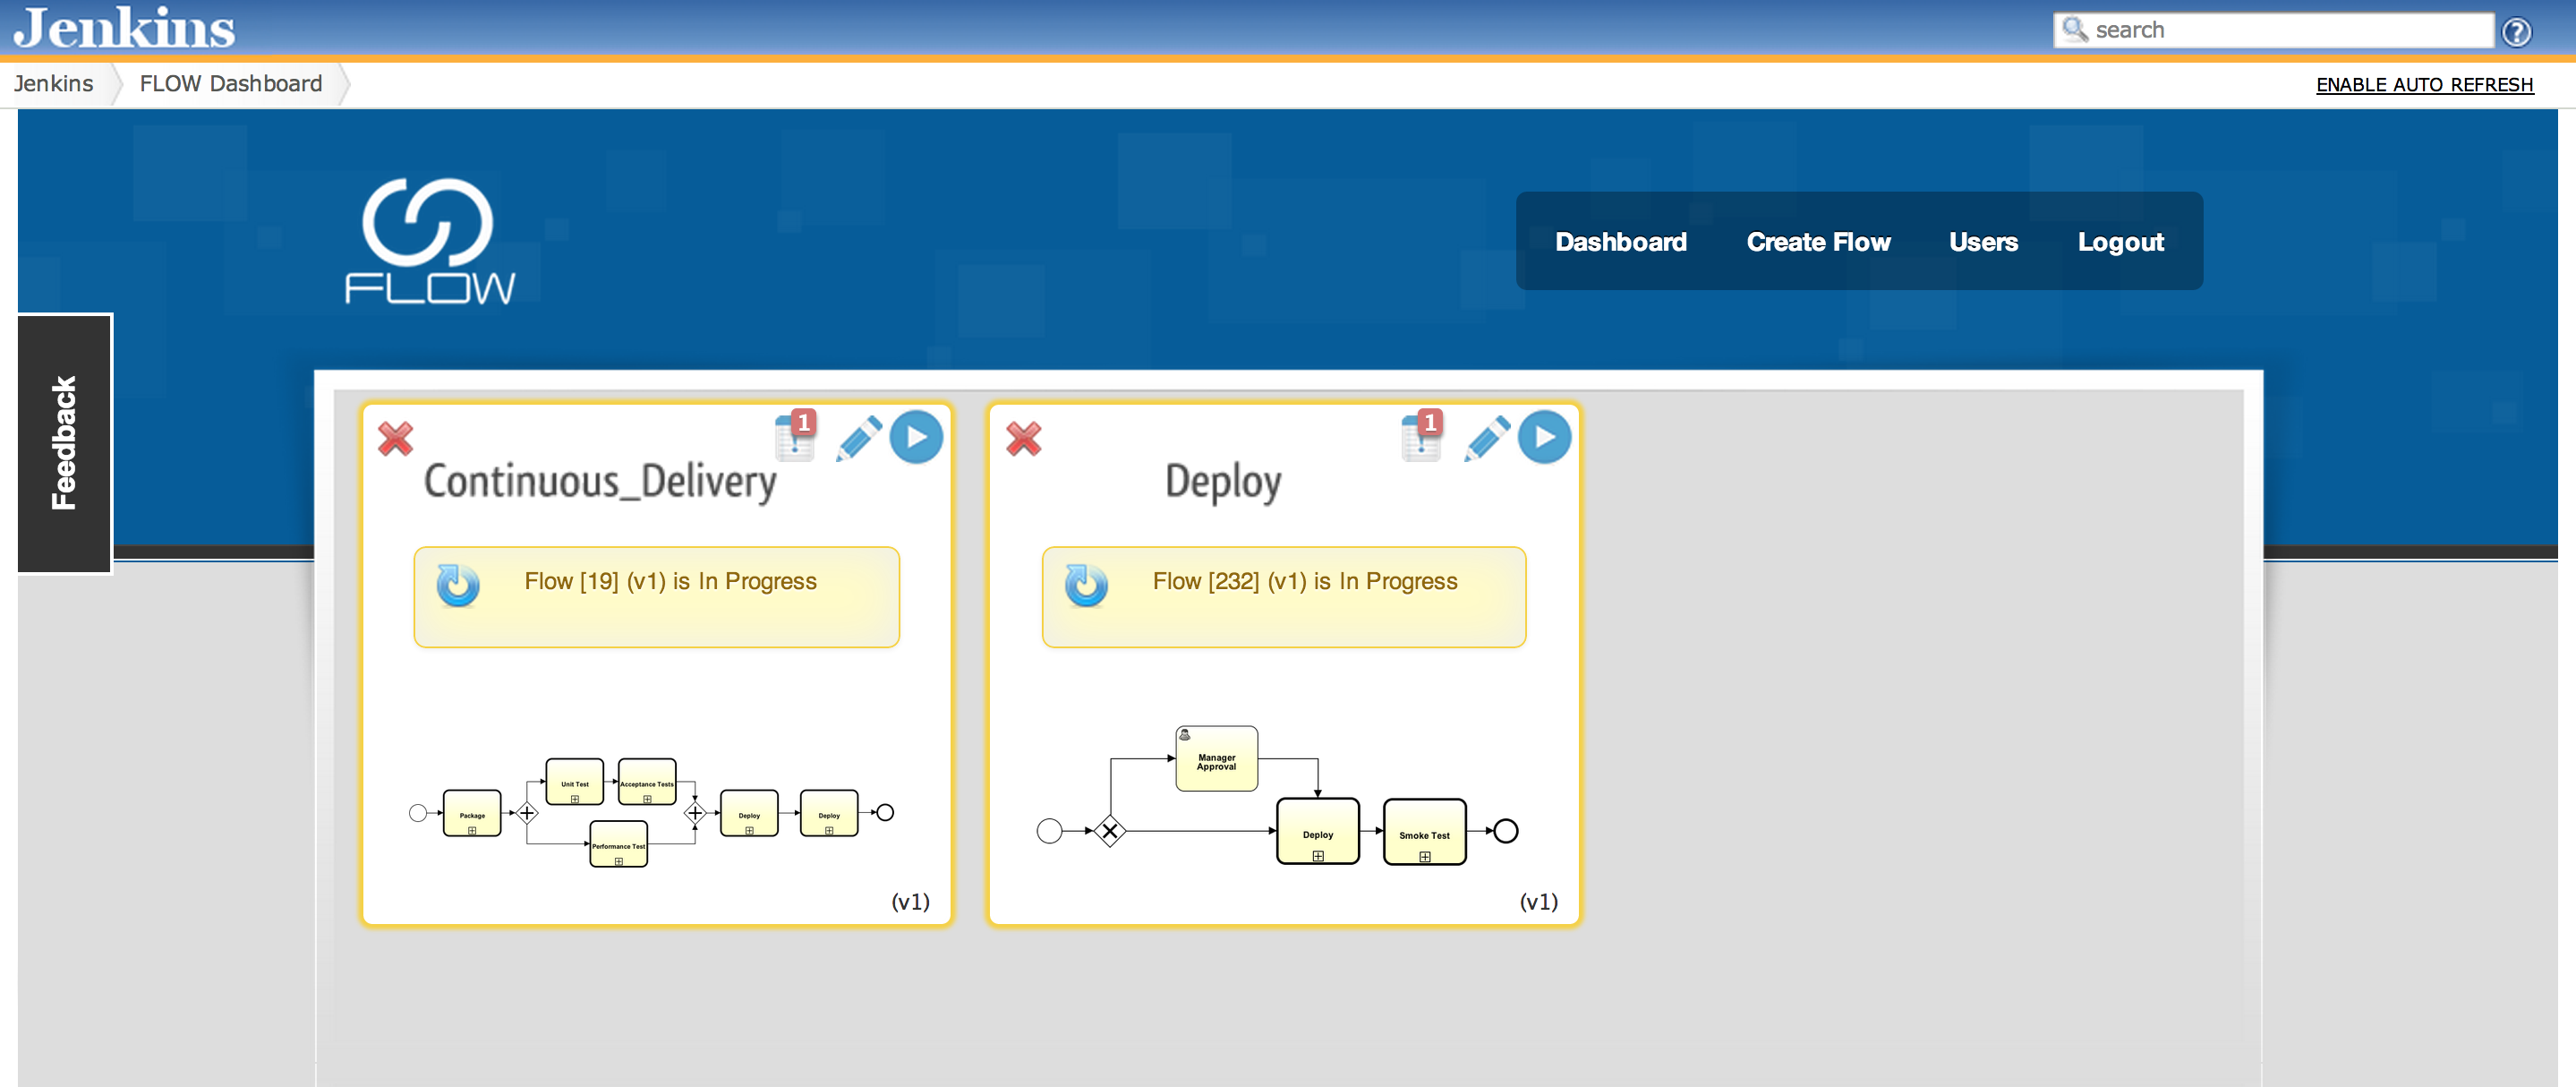 Jenkins
search
Jenkins
FLOW Dashboard
ENABLE AUTO REFRESH
FLOW
Dashboard
Create Flow
Users
Logout
Feedback
1
Continuous_Delivery
Flow [19] (v1) is In Progress
Unit Test
Acceptance Tests
Package
Deploy
Deploy
Performance Test
(v1)
1
Deploy
Flow [232] (v1) is In Progress
Manager
Approval
Deploy
Smoke Test
(v1)